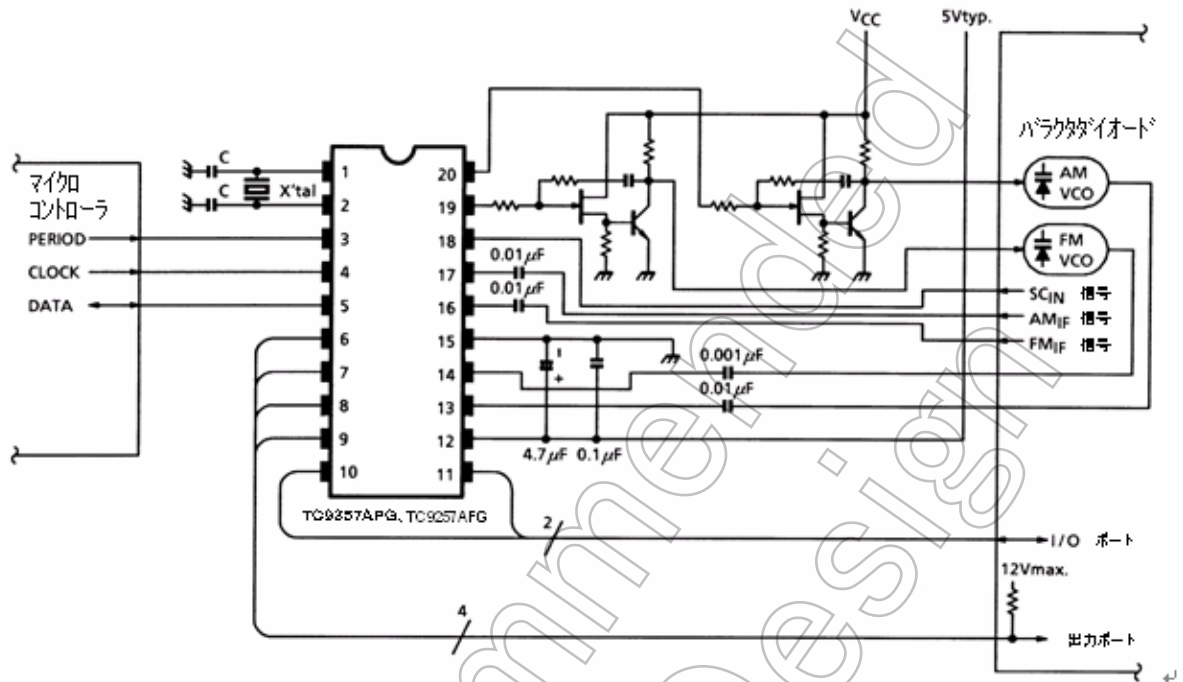 VCC
5Vtyp.
バラクタダイオード
マイクロ
コントローラ
PERIOD
CLOCK
DATA
C
C
X'tal
1
2
3
4
5
6
7
8
9
10
20
19
18
17
16
15
14
13
12
11
0.01μF
0.01μF
AM
VCO
FM
VCO
SCIN 信号
AMIF 信号
FMIF 信号
0.001μF
0.01μF
+
4.7μF
0.1μF
TC9257APG、TC9257AFG
2
I/O ポート
12Vmax.
4
出力ポート
mmended
Design